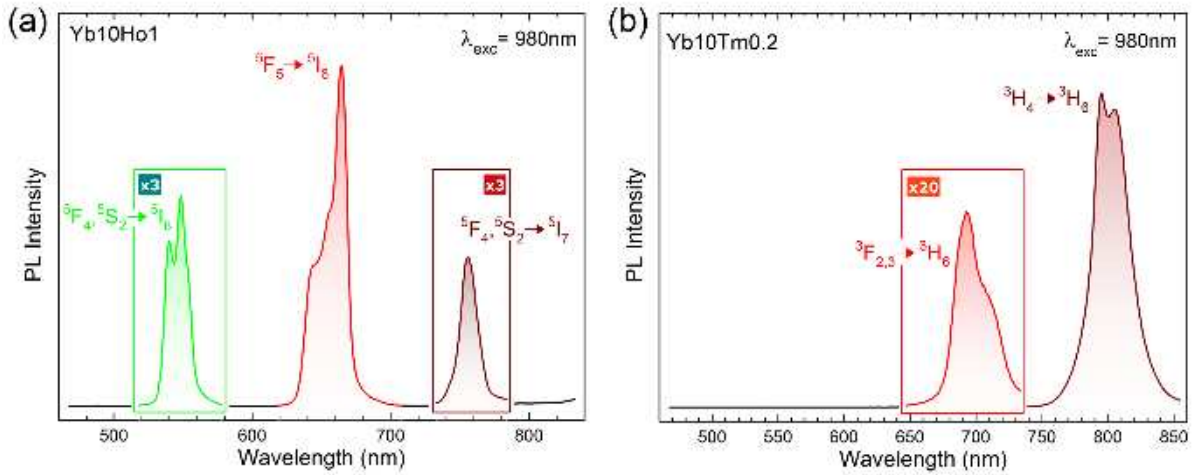 (a)
Yb10Ho1
λexc= 980nm
⁵F₅→⁵I₈
x3
⁵F₄,⁵S₂→⁵I₈
x3
⁵F₄,⁵S₂→⁵I₇
PL Intensity
500 600 700 800
Wavelength (nm)
(b)
Yb10Tm0.2
λexc= 980nm
³H₄ ▸ ³H₆
x20
³F₂,₃ ▸ ³H₆
PL Intensity
500 550 600 650 700 750 800 850
Wavelength (nm)